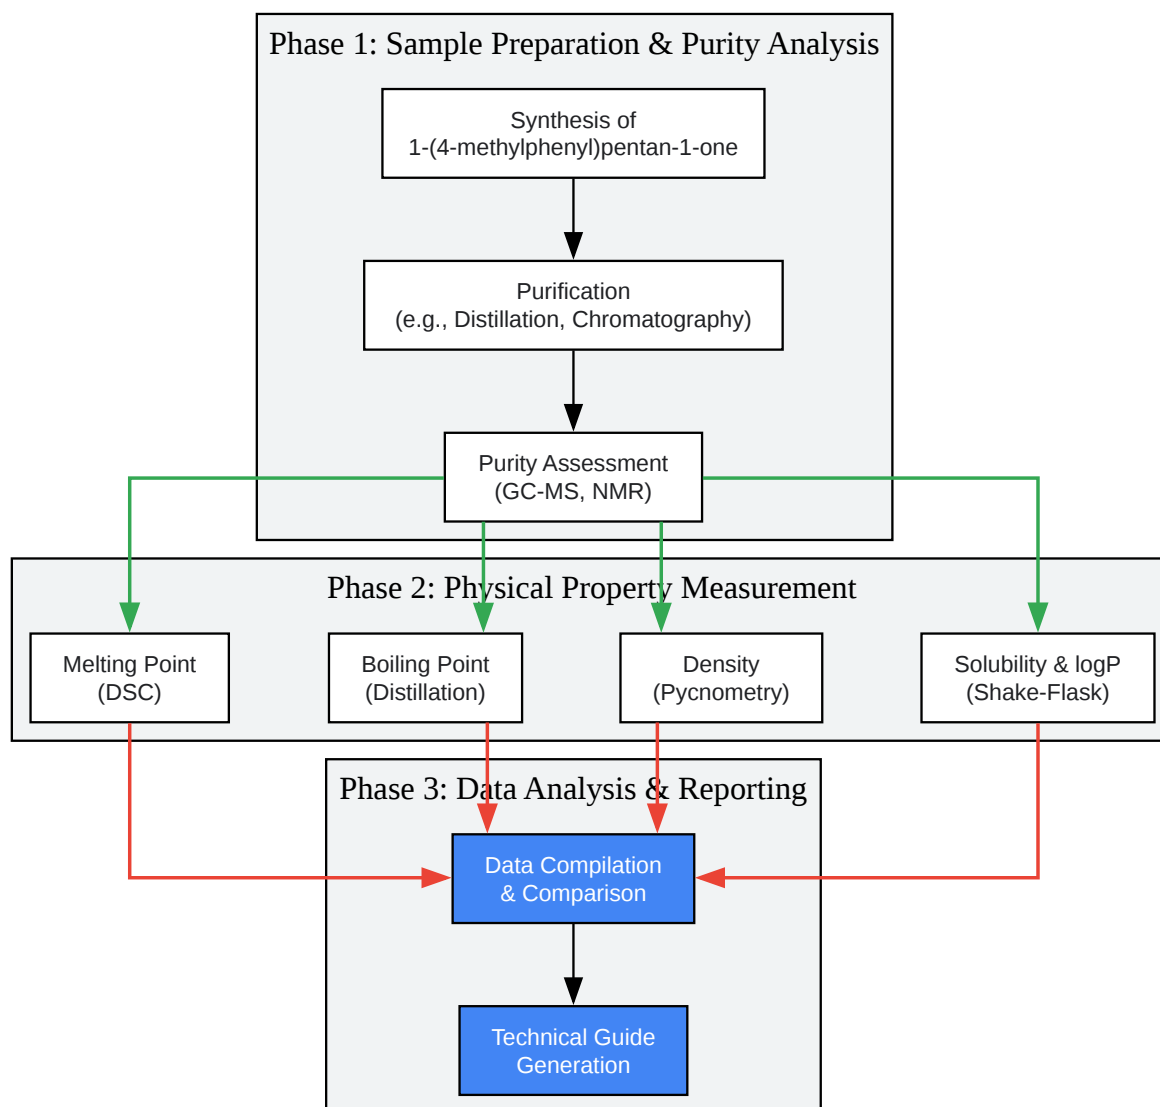 Phase 1: Sample Preparation & Purity Analysis
Synthesis of
1-(4-methylphenyl)pentan-1-one
Purification
(e.g., Distillation, Chromatography)
Purity Assessment
(GC-MS, NMR)
Phase 2: Physical Property Measurement
Melting Point
(DSC)
Boiling Point
(Distillation)
Density
(Pycnometry)
Solubility & logP
(Shake-Flask)
Phase 3: Data Analysis & Reporting
Data Compilation
& Comparison
Technical Guide
Generation